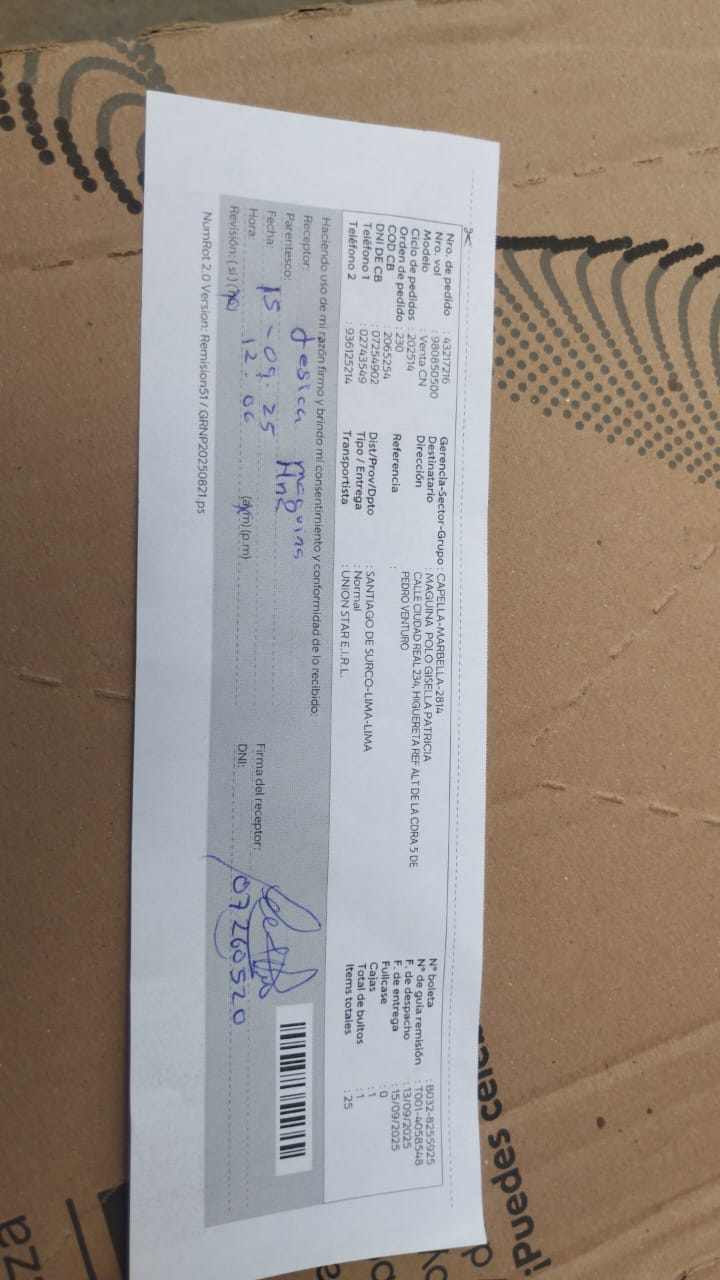 Nro. de pedido : 43217216
Nro. vol : 980850500
Modelo : Venta CN
Ciclo de pedidos : 202514
Orden de pedido : 230
COD CB : 2065254
DNI DE CB : 07254902
Teléfono 1 : 02743549
Teléfono 2 : 936125214
Gerencia-Sector-Grupo : CAPELLA-MARBELLA-2814
Destinatario : MAGUINA POLO GISELLA PATRICIA
Dirección : CALLE CIUDAD REAL 234, HIGUERETA REF ALT DE LA CDRA 5 DE
PEDRO VENTURO
Referencia :
Dist/Prov/Dpto : SANTIAGO DE SURCO-LIMA-LIMA
Tipo / Entrega : Normal
Transportista : UNION STAR E.I.R.L.
N° boleta : B032-8255925
N° de guia remisión : T001-4058548
F. de despacho : 13/09/2025
F. de entrega : 15/09/2025
Fullcase : 0
Cajas : 1
Total de bultos : 1
Items totales : 25
Haciendo uso de mi razón firmo y brindo mi consentimiento y conformidad de lo recibido:
Receptor: Jesica maguina
Parentesco: Hna
Fecha: 15-09-25
Hora: 12.06 (a.m) (p.m)
Revisión: ( si ) (no)
Firma del receptor:
DNI: 07260520
NumRot 2.0 Version: Remision51 / GRNP20250821.ps
¡Puedes